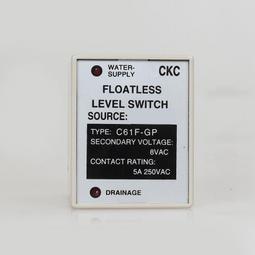 WATER-
SUPPLY
CKC
FLOATLESS
LEVEL SWITCH
SOURCE:
TYPE: C61F-GP
SECONDARY VOLTAGE:
8VAC
CONTACT RATING:
5A 250VAC
DRAINAGE